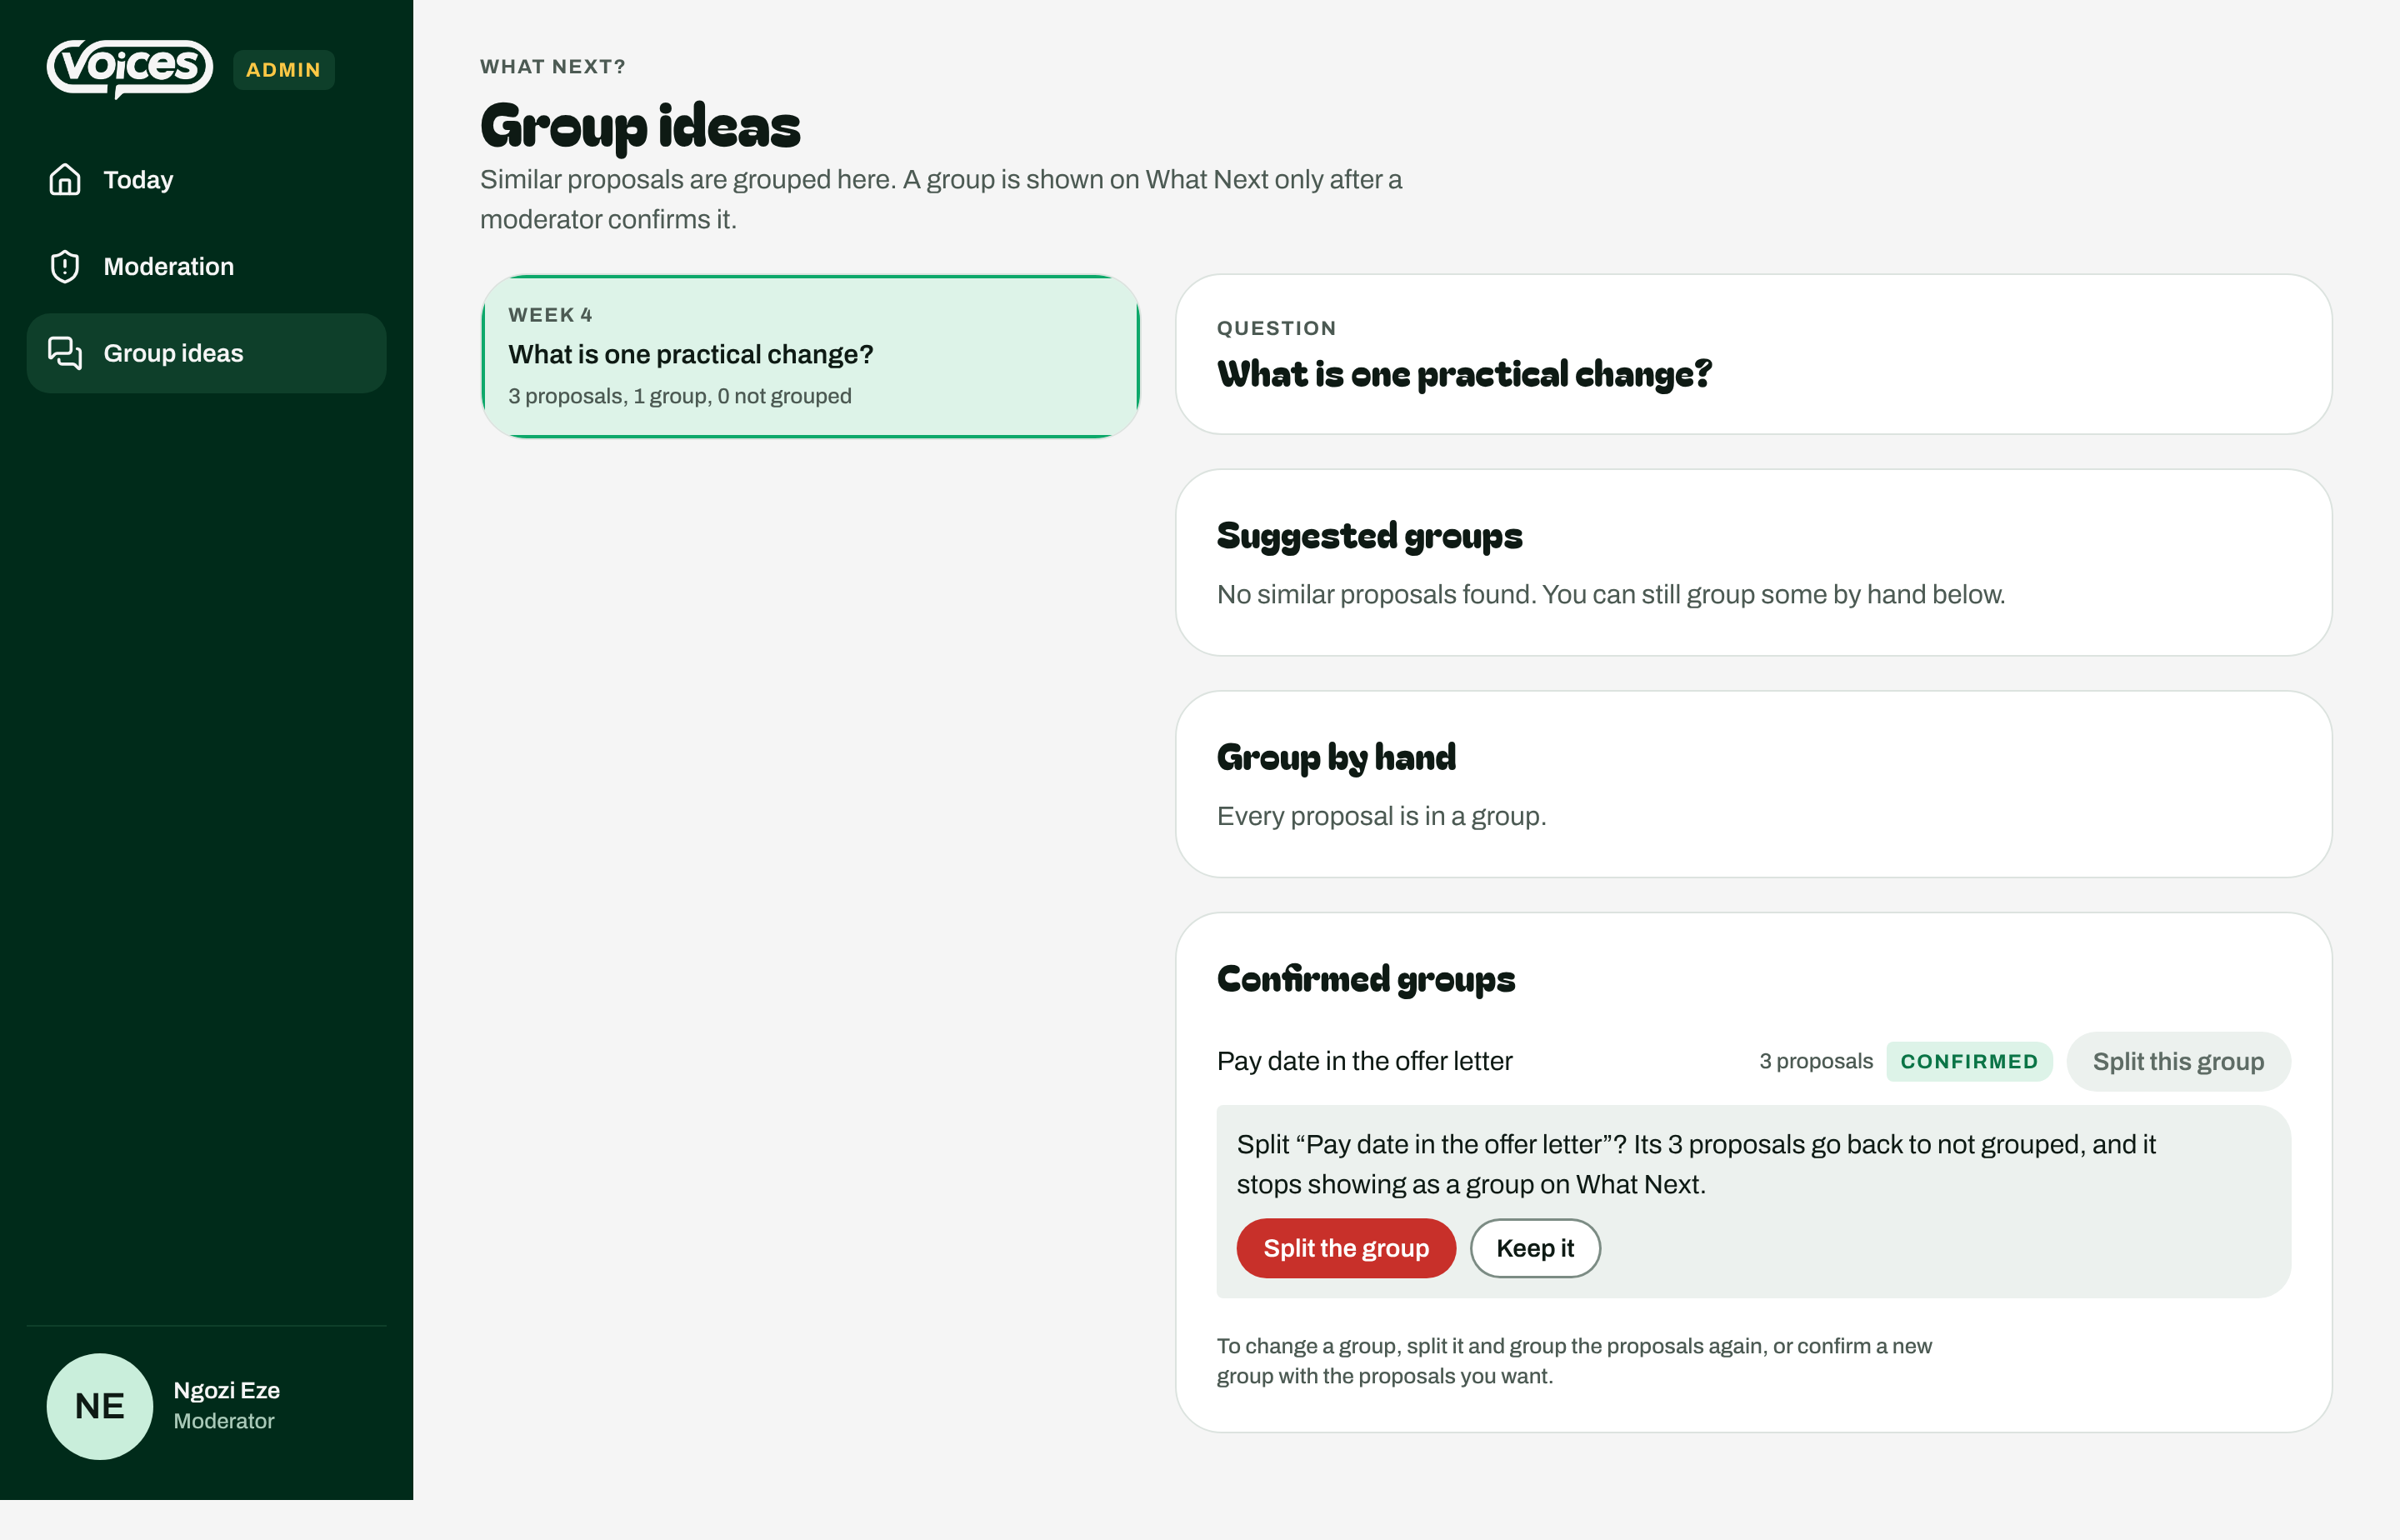 Voices
ADMIN
Today
Moderation
Group ideas
NE
Ngozi Eze
Moderator
WHAT NEXT?
Group ideas
Similar proposals are grouped here. A group is shown on What Next only after a
moderator confirms it.
WEEK 4
What is one practical change?
3 proposals, 1 group, 0 not grouped
QUESTION
What is one practical change?
Suggested groups
No similar proposals found. You can still group some by hand below.
Group by hand
Every proposal is in a group.
Confirmed groups
Pay date in the offer letter
3 proposals
CONFIRMED
Split this group
Split “Pay date in the offer letter”? Its 3 proposals go back to not grouped, and it
stops showing as a group on What Next.
Split the group
Keep it
To change a group, split it and group the proposals again, or confirm a new
group with the proposals you want.